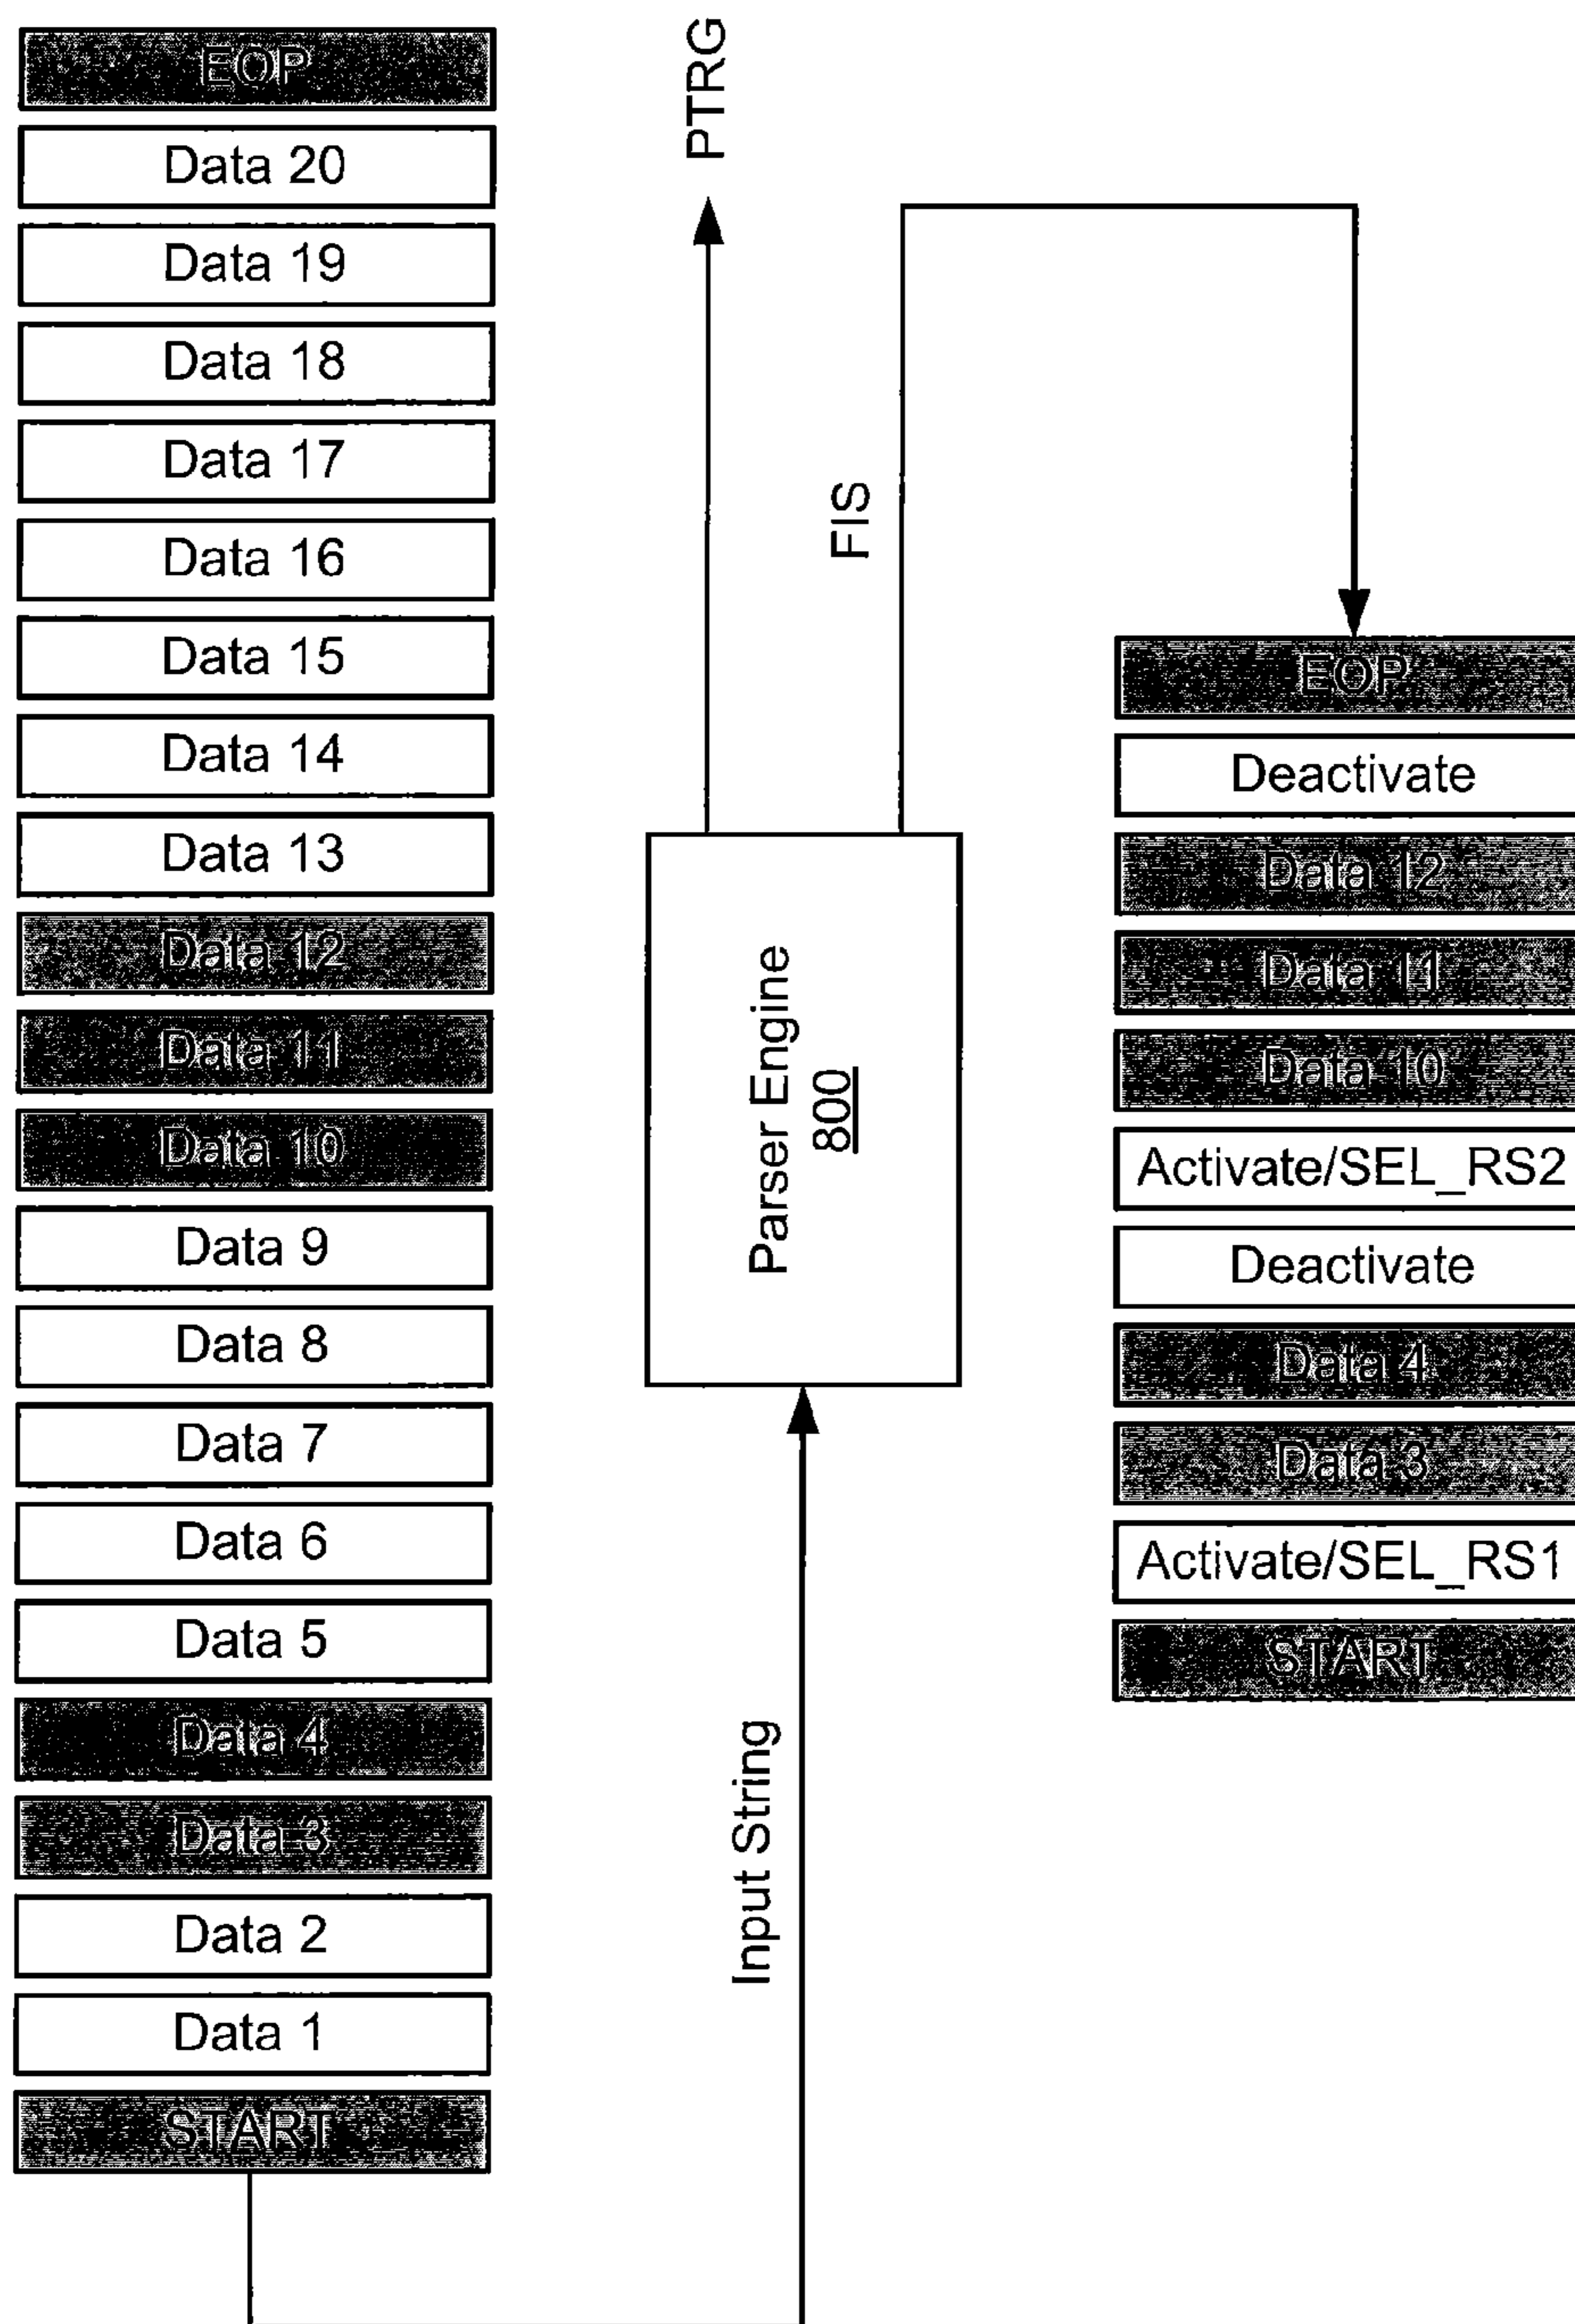 EOP
Data 20
Data 19
Data 18
Data 17
Data 16
Data 15
Data 14
Data 13
Data 12
Data 11
Data 10
Data 9
Data 8
Data 7
Data 6
Data 5
Data 4
Data 3
Data 2
Data 1
START
PTRG
FIS
Parser Engine
800
Input String
EOP
Deactivate
Data 12
Data 11
Data 10
Activate/SEL_RS2
Deactivate
Data 4
Data 3
Activate/SEL_RS1
START